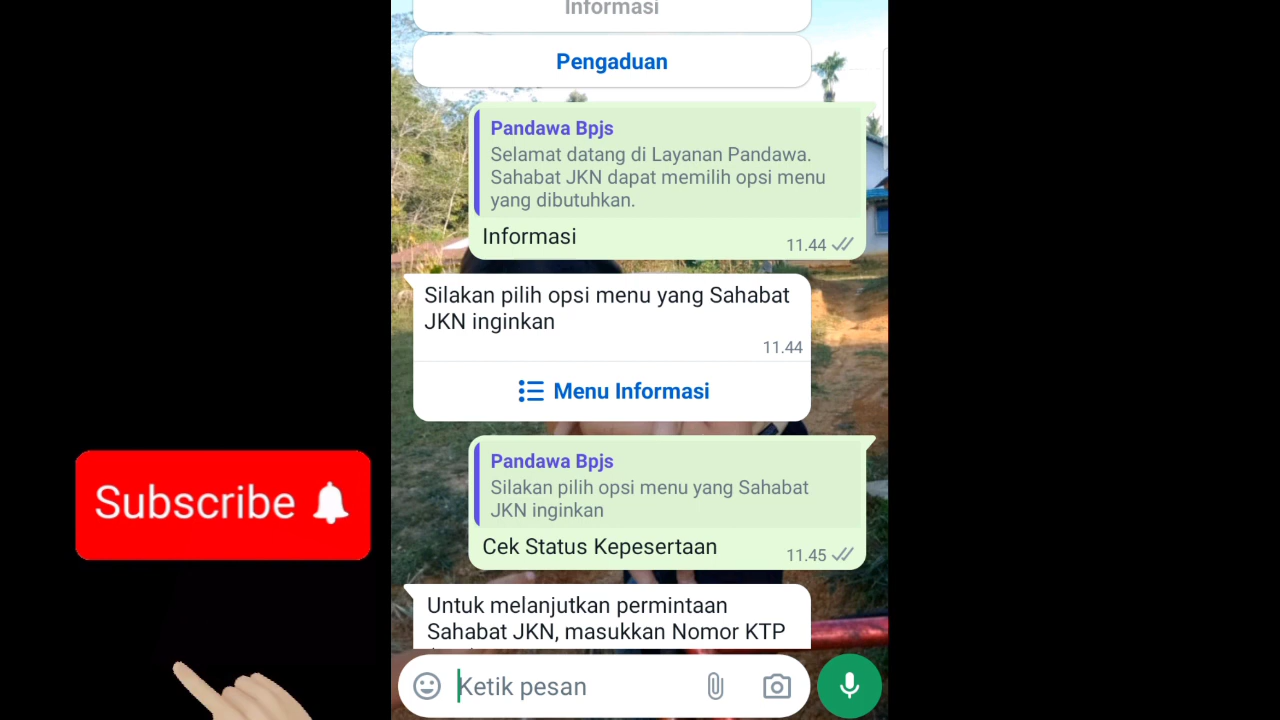 Informasi
Pengaduan
Pandawa Bpjs
Selamat datang di Layanan Pandawa.
Sahabat JKN dapat memilih opsi menu
yang dibutuhkan.
Informasi
11.44
Silakan pilih opsi menu yang Sahabat
JKN inginkan
11.44
Menu Informasi
Pandawa Bpjs
Silakan pilih opsi menu yang Sahabat
JKN inginkan
Cek Status Kepesertaan
11.45
Subscribe
Untuk melanjutkan permintaan
Sahabat JKN, masukkan Nomor KTP
Ketik pesan